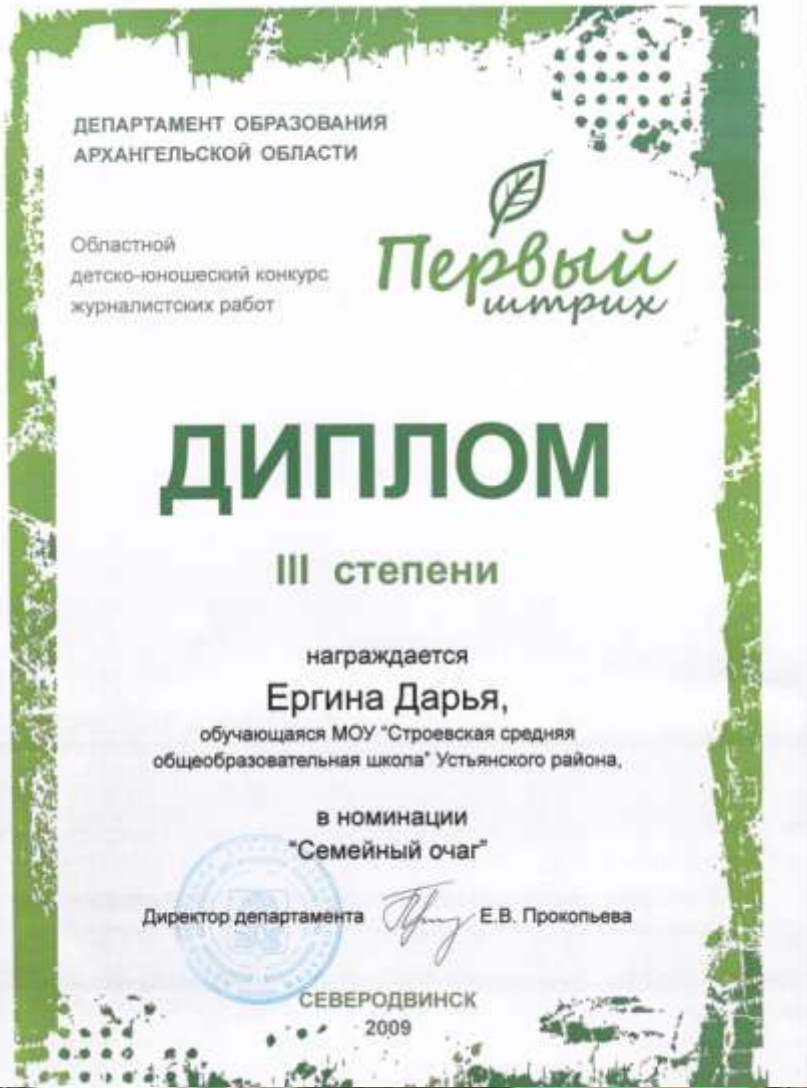 ДЕПАРТАМЕНТ ОБРАЗОВАНИЯ
АРХАНГЕЛЬСКОЙ ОБЛАСТИ
Областной
детско-юношеский конкурс
журналистских работ
Первый
штрих
ДИПЛОМ
III степени
награждается
Ергина Дарья,
обучающаяся МОУ "Строевская средняя
общеобразовательная школа" Устьянского района,
в номинации
"Семейный очаг"
Директор департамента Е.В. Прокопьева
СЕВЕРОДВИНСК
2009